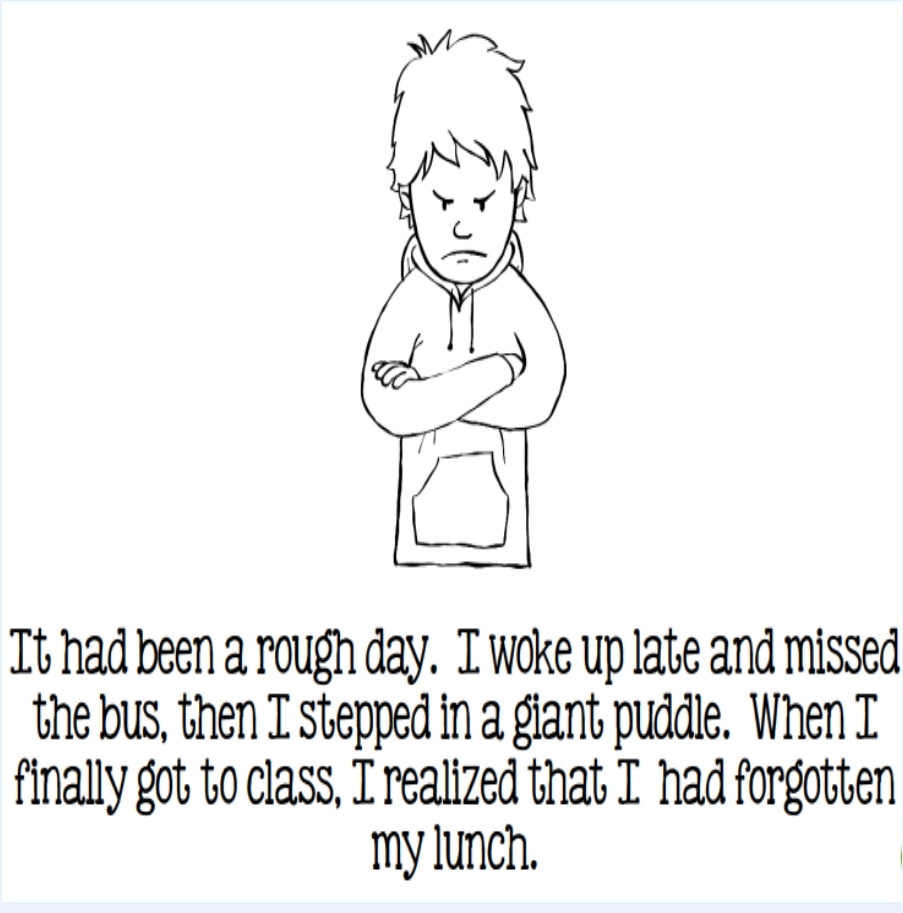 It had been a rough day. I woke up late and missed
the bus, then I stepped in a giant puddle. When I
finally got to class, I realized that I had forgotten
my lunch.